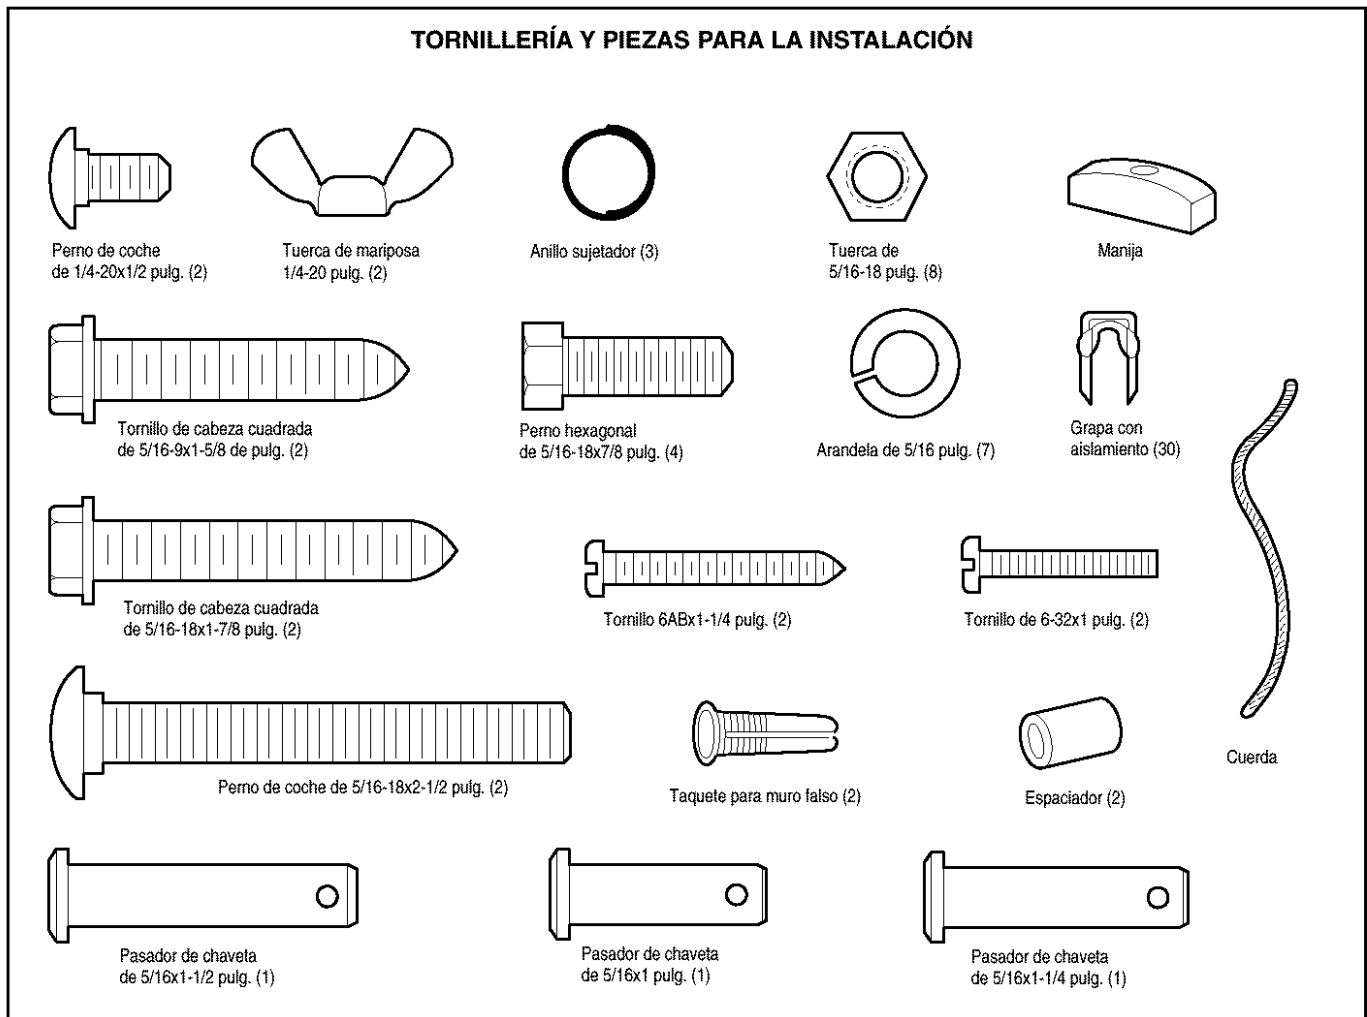 TORNILLERÍA Y PIEZAS PARA LA INSTALACIÓN
Perno de coche
de 1/4-20x1/2 pulg. (2)
Tuerca de mariposa
1/4-20 pulg. (2)
Anillo sujetador (3)
Tuerca de
5/16-18 pulg. (8)
Manija
Tornillo de cabeza cuadrada
de 5/16-9x1-5/8 de pulg. (2)
Perno hexagonal
de 5/16-18x7/8 pulg. (4)
Arandela de 5/16 pulg. (7)
Grapa con
aislamiento (30)
Tornillo de cabeza cuadrada
de 5/16-18x1-7/8 pulg. (2)
Tornillo 6ABx1-1/4 pulg. (2)
Tornillo de 6-32x1 pulg. (2)
Cuerda
Perno de coche de 5/16-18x2-1/2 pulg. (2)
Taquete para muro falso (2)
Espaciador (2)
Pasador de chaveta
de 5/16x1-1/2 pulg. (1)
Pasador de chaveta
de 5/16x1 pulg. (1)
Pasador de chaveta
de 5/16x1-1/4 pulg. (1)